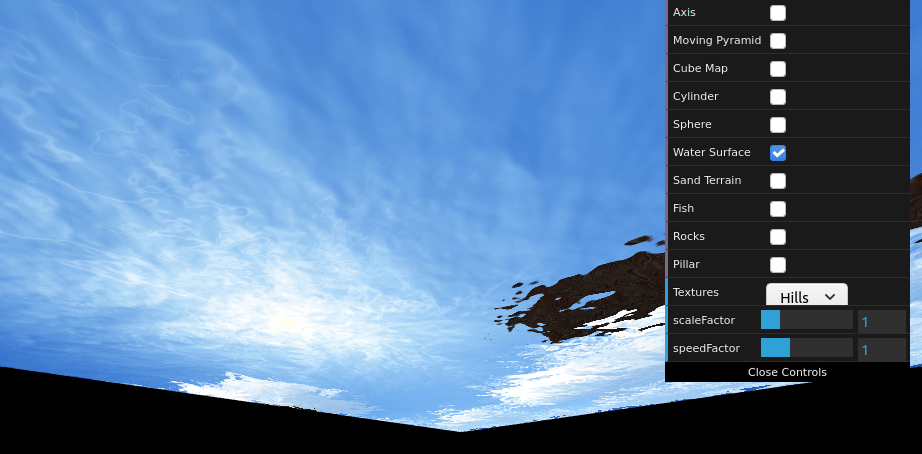 Axis
Moving Pyramid
Cube Map
Cylinder
Sphere
Water Surface
Sand Terrain
Fish
Rocks
Pillar
Textures Hills
scaleFactor 1
speedFactor 1
Close Controls